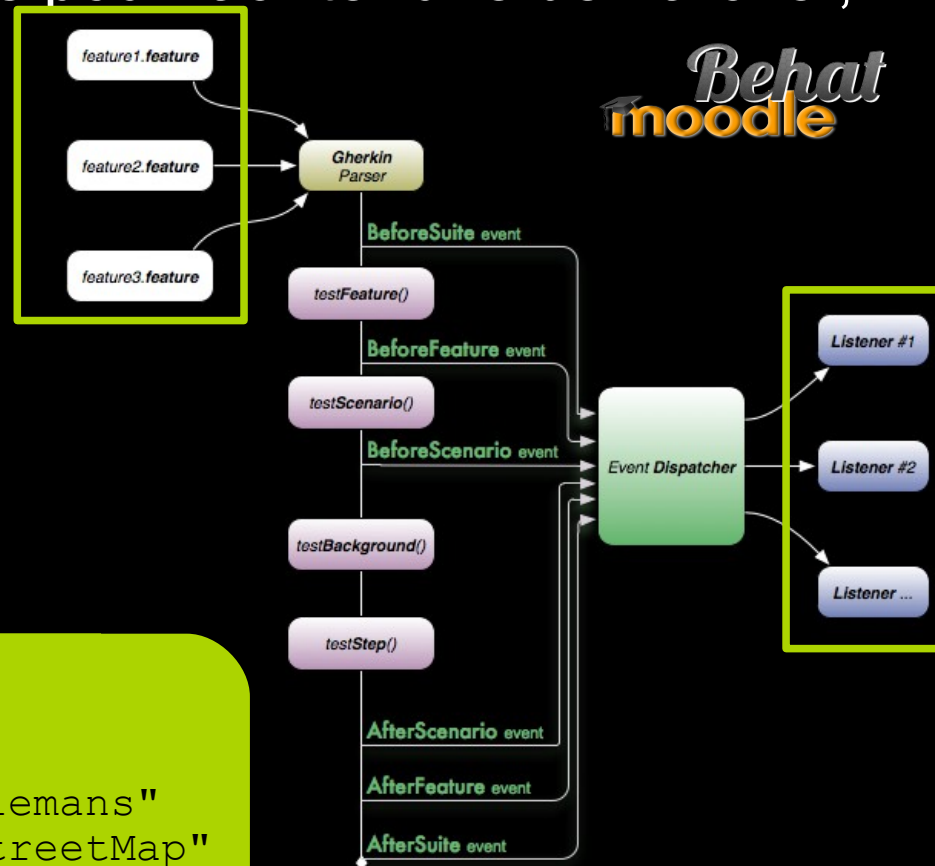 Behat
moodle
feature1.feature
feature2.feature
feature3.feature
Gherkin
Parser
BeforeSuite event
testFeature()
BeforeFeature event
testScenario()
BeforeScenario event
testBackground()
testStep()
AfterScenario event
AfterFeature event
AfterSuite event
Event Dispatcher
Listener #1
Listener #2
Listener ...
emans"
treetMap"